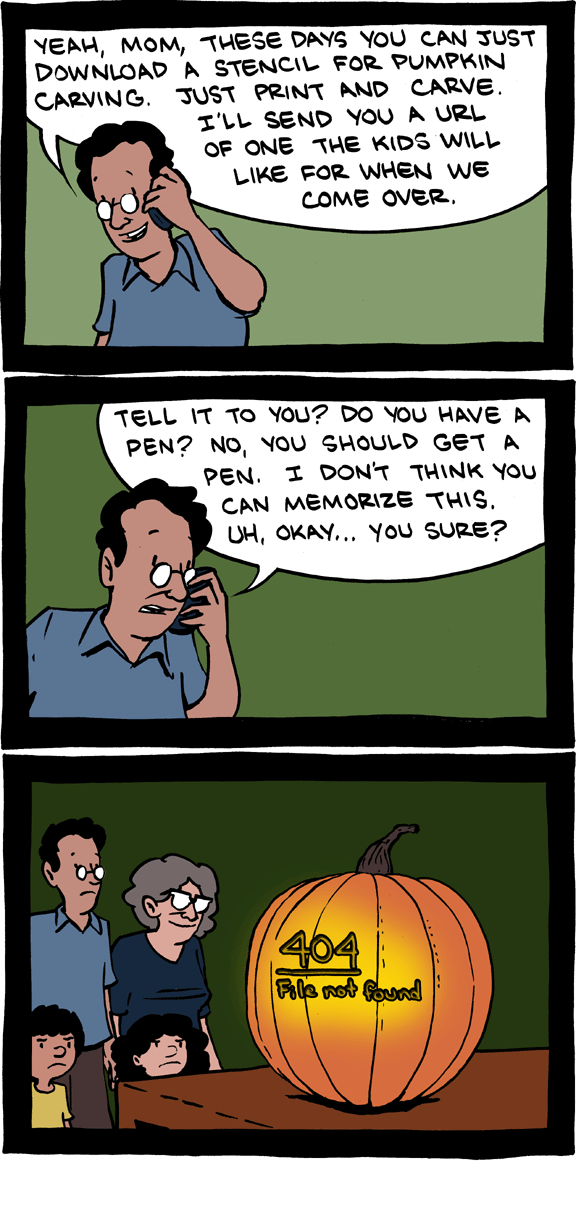 YEAH, MOM, THESE DAYS YOU CAN JUST
DOWNLOAD A STENCIL FOR PUMPKIN
CARVING. JUST PRINT AND CARVE.
I'LL SEND YOU A URL
OF ONE THE KIDS WILL
LIKE FOR WHEN WE
COME OVER.
TELL IT TO YOU? DO YOU HAVE A
PEN? NO, YOU SHOULD GET A
PEN. I DON'T THINK YOU
CAN MEMORIZE THIS.
UH, OKAY... YOU SURE?
404
File not found